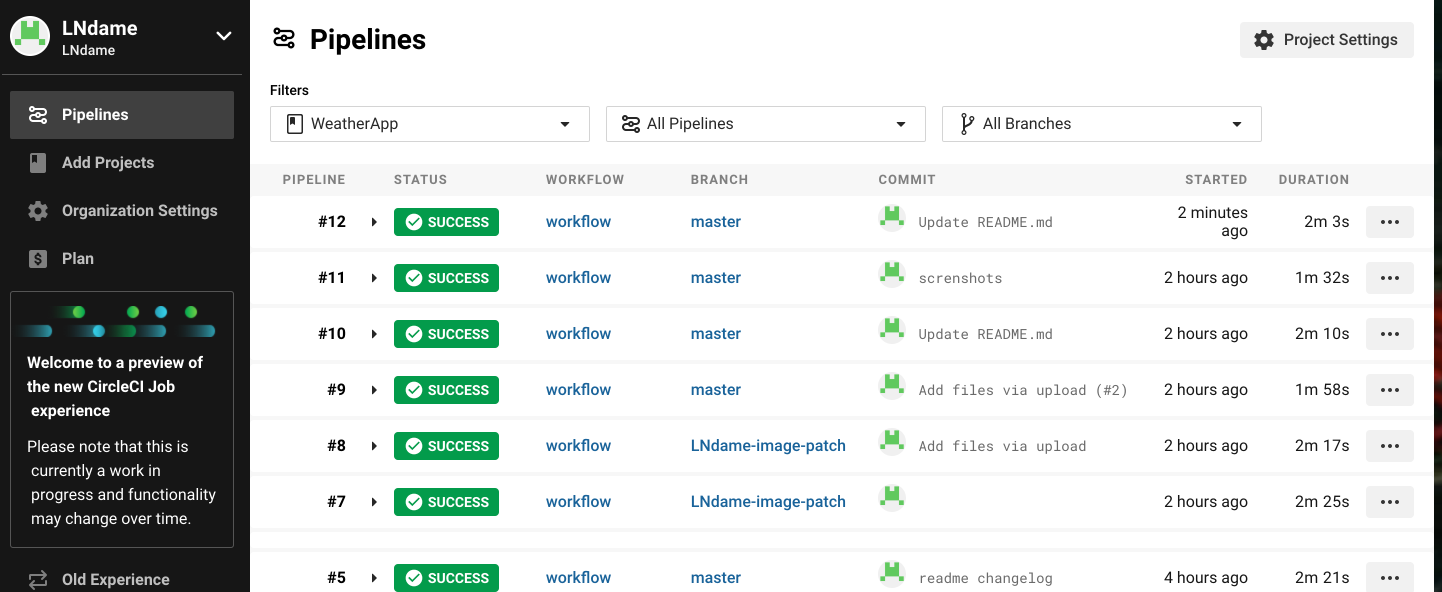 LNdame
LNdame
Pipelines
Add Projects
Organization Settings
Plan
Welcome to a preview of
the new CircleCI Job
experience
Please note that this is
currently a work in
progress and functionality
may change over time.
Old Experience
Pipelines
Project Settings
Filters
WeatherApp All Pipelines All Branches
PIPELINE STATUS WORKFLOW BRANCH COMMIT STARTED DURATION
#12 SUCCESS workflow master Update README.md 2 minutes ago 2m 3s
#11 SUCCESS workflow master screnshots 2 hours ago 1m 32s
#10 SUCCESS workflow master Update README.md 2 hours ago 2m 10s
#9 SUCCESS workflow master Add files via upload (#2) 2 hours ago 1m 58s
#8 SUCCESS workflow LNdame-image-patch Add files via upload 2 hours ago 2m 17s
#7 SUCCESS workflow LNdame-image-patch 2 hours ago 2m 25s
#5 SUCCESS workflow master readme changelog 4 hours ago 2m 21s